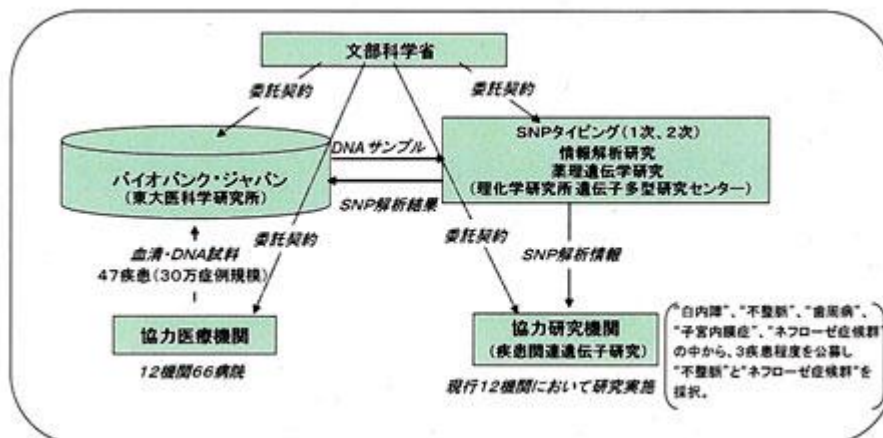 文部科学省
委託契約
委託契約
バイオバンク・ジャパン
(東大医科学研究所)
DNAサンプル
SNP解析結果
SNPタイピング(1次、2次)
情報解析研究
薬理遺伝学研究
(理化学研究所遺伝子多型研究センター)
血清・DNA試料
47疾患(30万症例規模)
委託契約
委託契約
SNP解析情報
協力医療機関
12機関66病院
協力研究機関
(疾患関連遺伝子研究)
現行12機関において研究実施
"白内障"、"不整脈"、"歯周病"、
"子宮内膜症"、"ネフローゼ症候群"
の中から、3疾患程度を公募し
"不整脈"と"ネフローゼ症候群"を
採択。